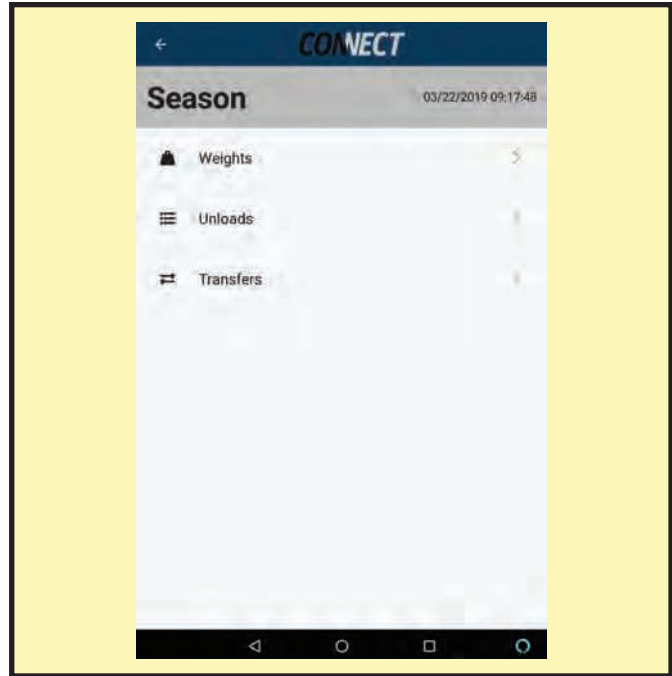 CONNECT
Season
03/22/2019 09:17:48
Weights
Unloads
Transfers